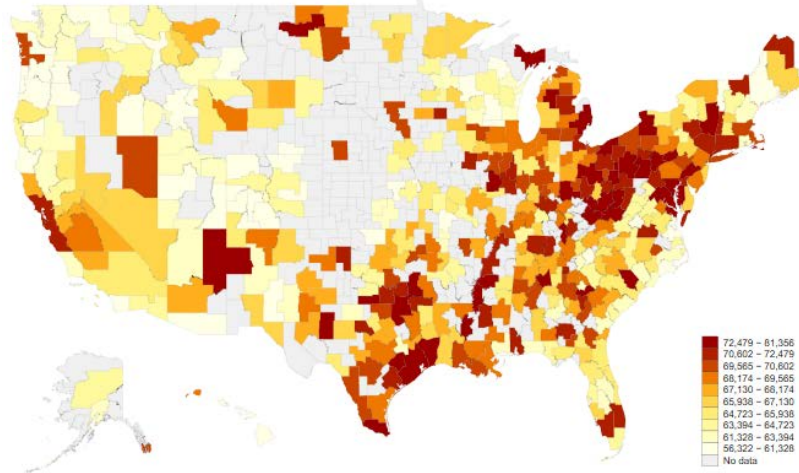 72,479 – 81,356
70,602 – 72,479
69,565 – 70,602
68,174 – 69,565
67,130 – 68,174
65,938 – 67,130
64,723 – 65,938
63,394 – 64,723
61,328 – 63,394
56,322 – 61,328
No data